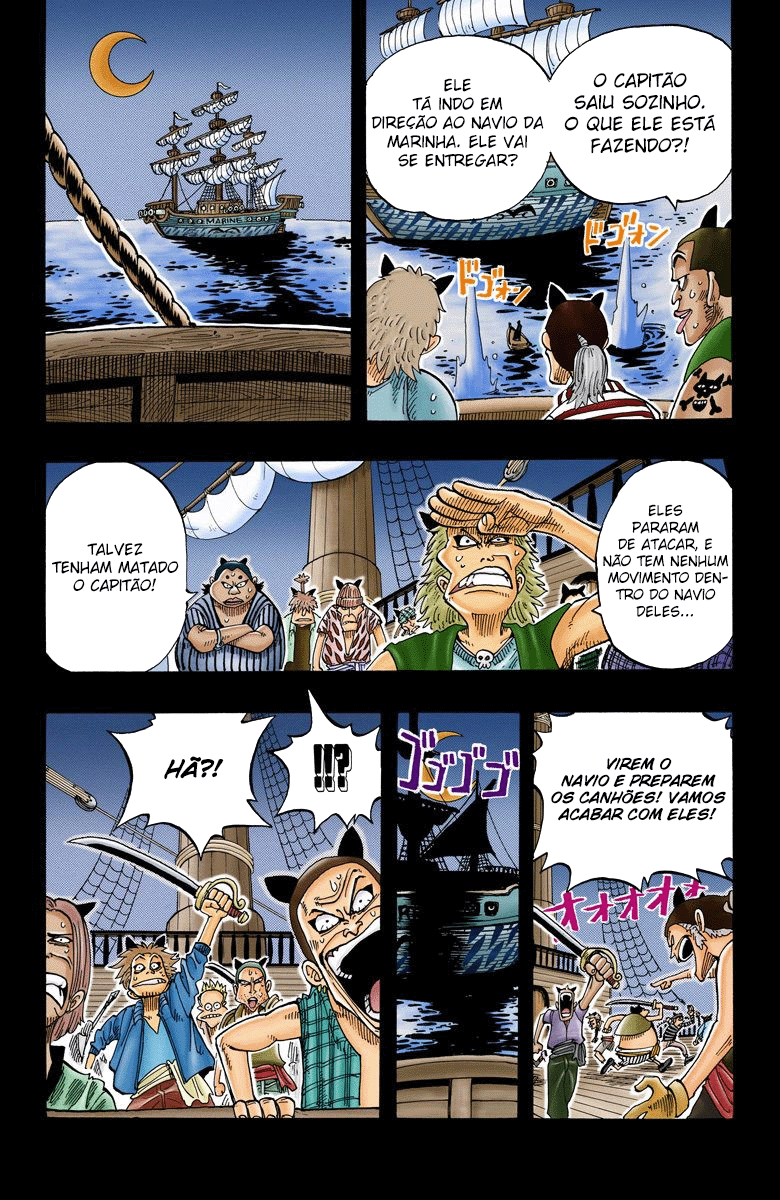 O CAPITÃO
SAIU SOZINHO.
O QUE ELE ESTÁ
FAZENDO?!
ELE
TÁ INDO EM
DIREÇÃO AO NAVIO DA
MARINHA. ELE VAI
SE ENTREGAR?
ドゴォン
ドゴォン
MARINE
ELES
PARARAM
DE ATACAR, E
NÃO TEM NENHUM
MOVIMENTO DEN-
TRO DO NAVIO
DELES...
TALVEZ
TENHAM MATADO
O CAPITÃO!
VIREM O
NAVIO E PREPAREM
OS CANHÕES! VAMOS
ACABAR COM ELES!
オオオオオ
ゴゴゴゴ
!!?
HÃ?!